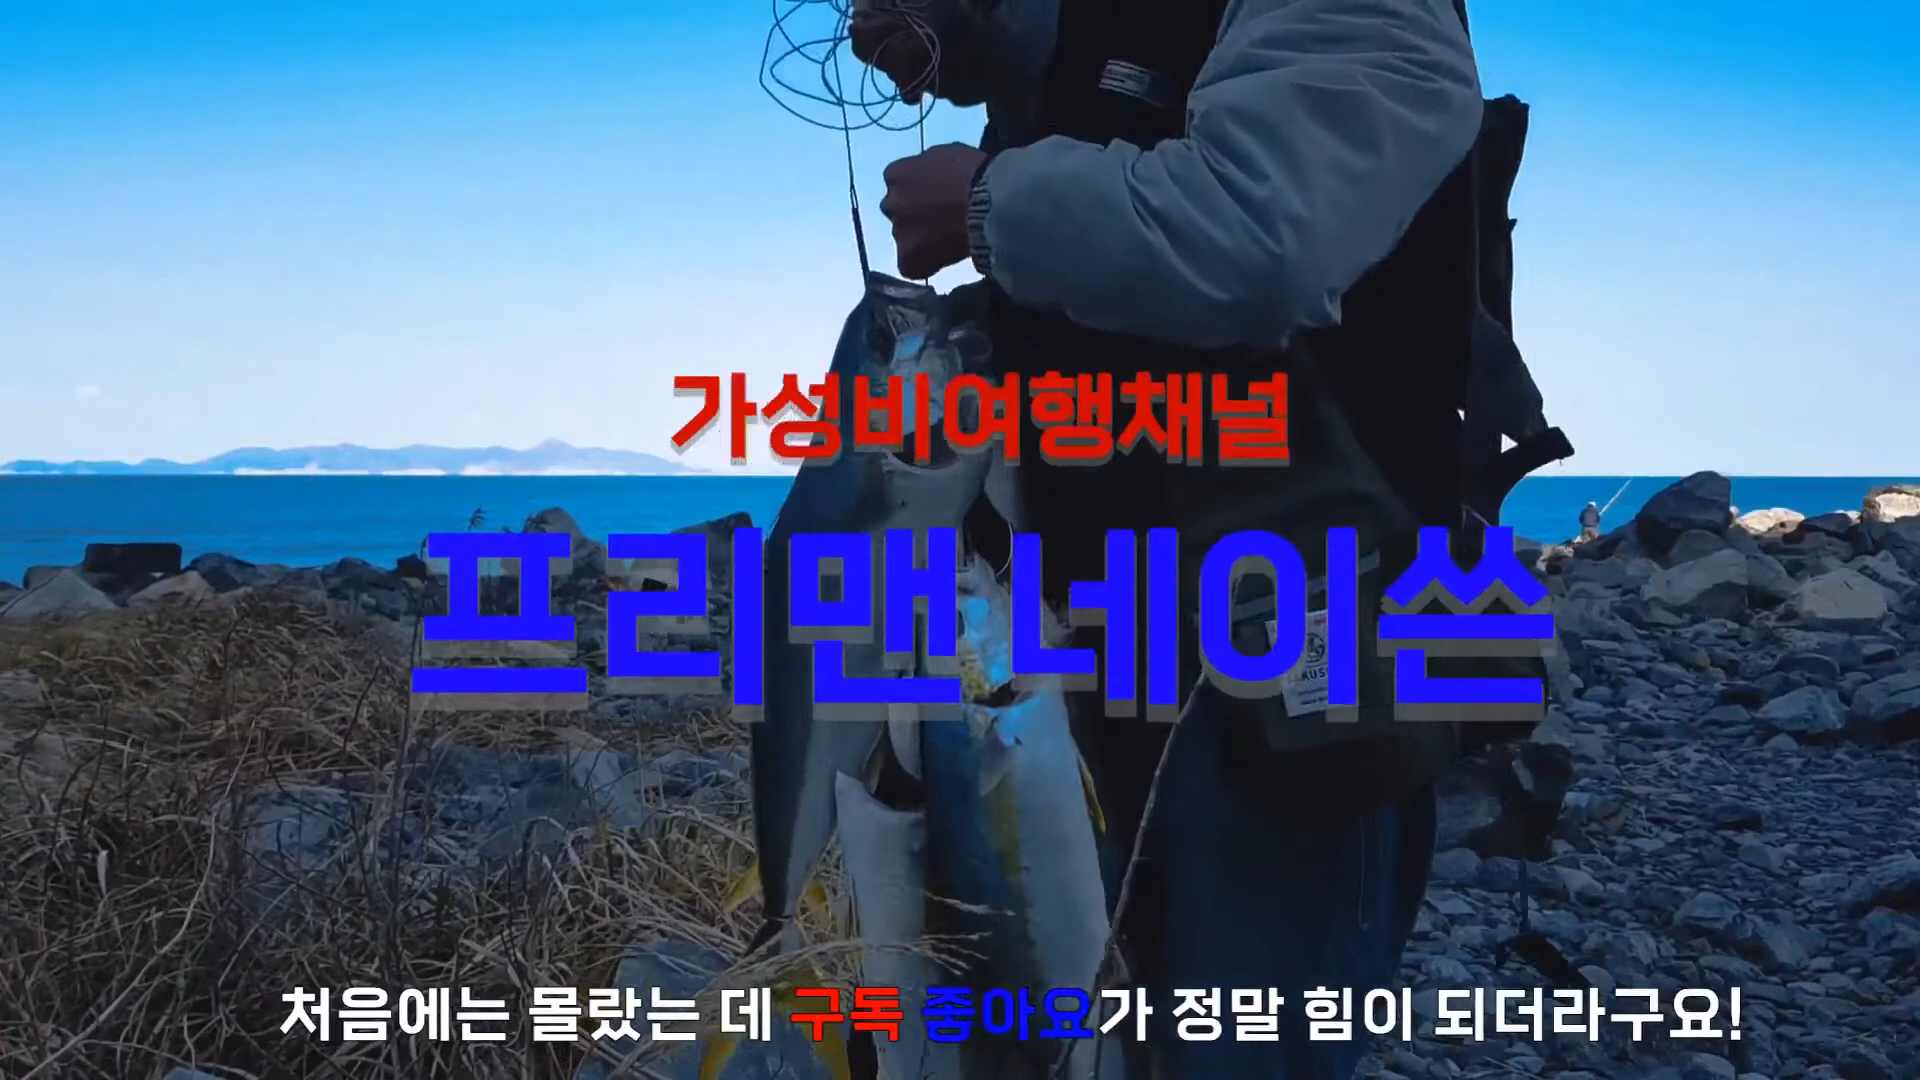 가성비여행채널
프리맨 네이쓴
처음에는 몰랐는 데 구독 좋아요가 정말 힘이 되더라구요!